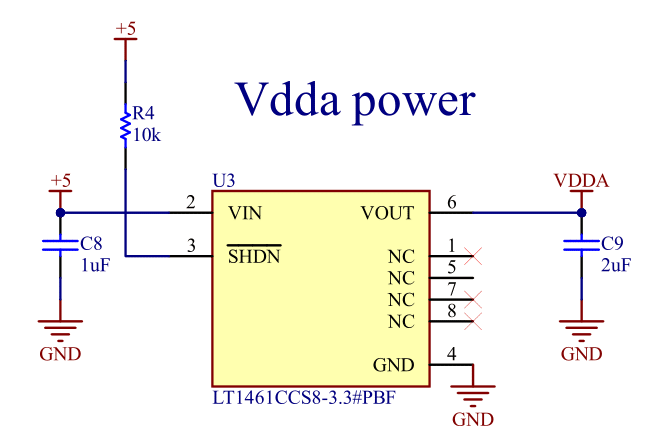 +5
Vdda power
R4
10k
+5
U3
VDDA
2
VIN
VOUT
6
C8
1uF
3
SHDN
NC
1
C9
2uF
NC
5
NC
7
NC
8
GND
GND
GND
4
LT1461CCS8-3.3#PBF
GND